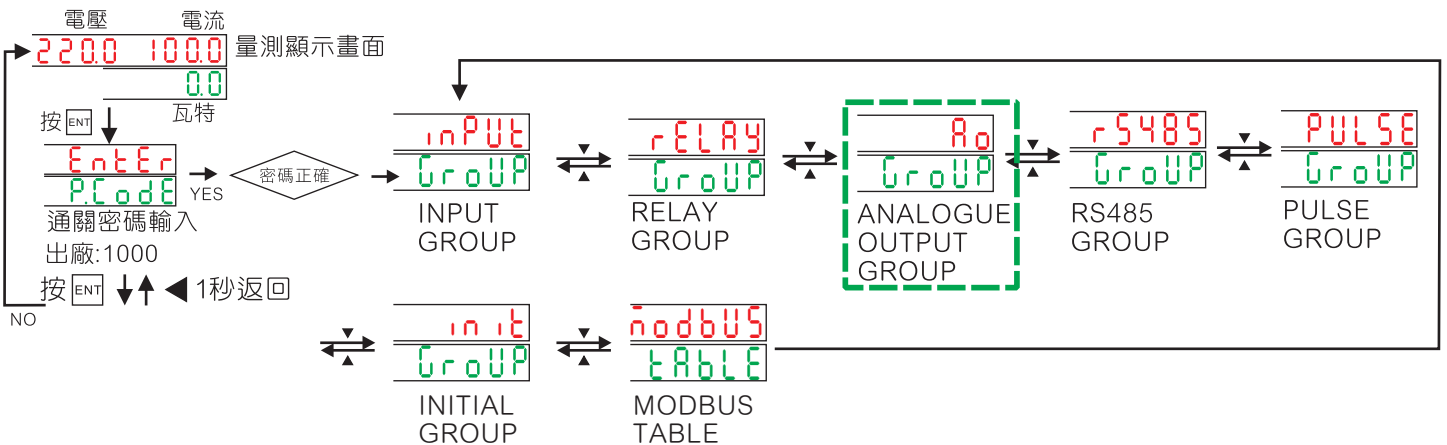 電壓 電流
220.0 100.0 量測顯示畫面
0.0
瓦特
按 ENT
EntEr
P.CodE
YES
密碼正確
通關密碼輸入
出廠:1000
按 ENT 1秒返回
NO
inPUt
GroUP
INPUT
GROUP
rELAY
GroUP
RELAY
GROUP
Ao
GroUP
ANALOGUE
OUTPUT
GROUP
rS485
GroUP
RS485
GROUP
PULSE
GroUP
PULSE
GROUP
init
GroUP
INITIAL
GROUP
modbUS
tAbLE
MODBUS
TABLE